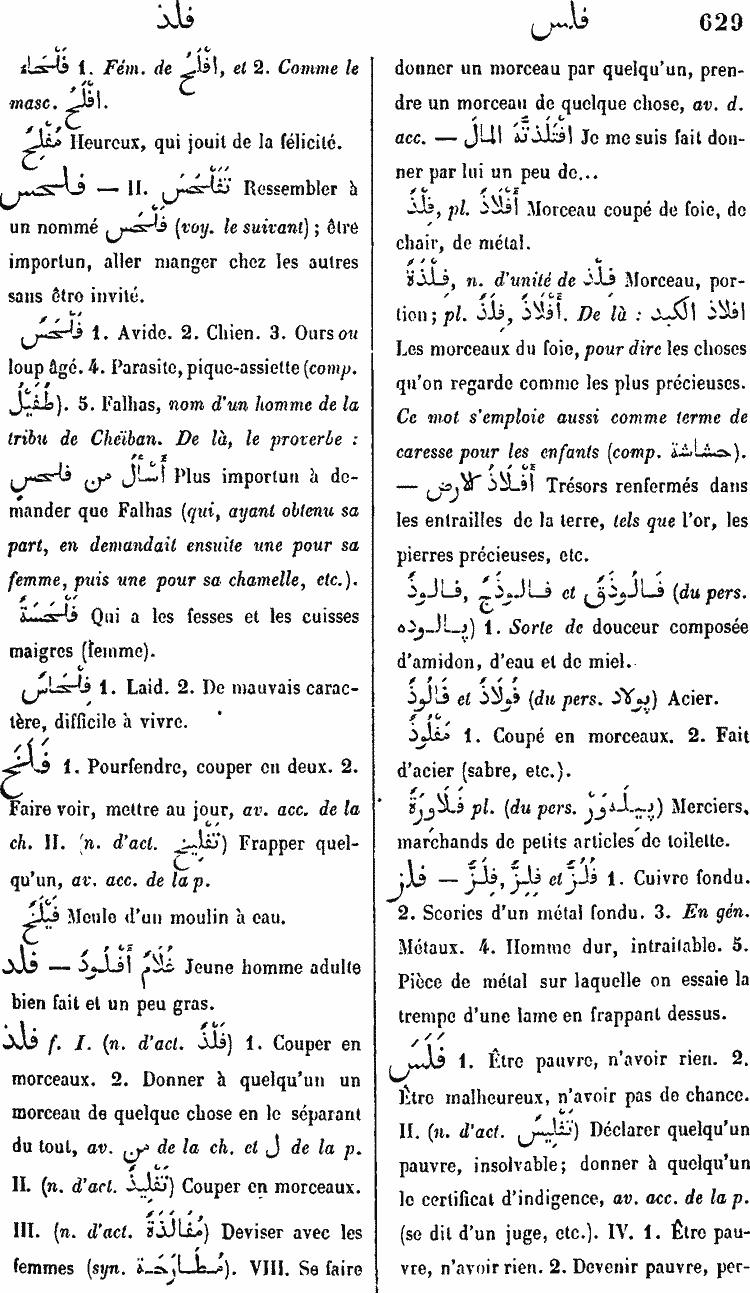 فلذ
فلس
629
فَلْحَاءُ 1. Fém. de أَفْلَحُ, et 2. Comme le
masc. أَفْلَحُ.
مُفْلِحٌ Heureux, qui jouit de la félicité.
فلحس — II. تَفَلْحَسَ Ressembler à
un nommé فَلْحَسٌ (voy. le suivant); être
importun, aller manger chez les autres
sans être invité.
فَلْحَسٌ 1. Avide. 2. Chien. 3. Ours ou
loup âgé. 4. Parasite, pique-assiette (comp.
طُفَيْلٌ). 5. Falhas, nom d'un homme de la
tribu de Cheïban. De là, le proverbe :
أَسْأَلُ من فلحس Plus importun à de-
mander que Falhas (qui, ayant obtenu sa
part, en demandait ensuite une pour sa
femme, puis une pour sa chamelle, etc.).
فَلْحَسَةٌ Qui a les fesses et les cuisses
maigres (femme).
فِلْحَاسٌ 1. Laid. 2. De mauvais carac-
tère, difficile à vivre.
فَلَخَ 1. Pourfendre, couper en deux. 2.
Faire voir, mettre au jour, av. acc. de la
ch. II. (n. d'act. تَفْلِيخٌ) Frapper quel-
qu'un, av. acc. de la p.
فَيْلَخٌ Meule d'un moulin à eau.
فلد — غُلَامٌ أُفْلُودٌ Jeune homme adulte
bien fait et un peu gras.
فلذ f. I. (n. d'act. فَلْذٌ) 1. Couper en
morceaux. 2. Donner à quelqu'un un
morceau de quelque chose en le séparant
du tout, av. من de la ch. et ل de la p.
II. (n. d'act. تَفْلِيذٌ) Couper en morceaux.
III. (n. d'act. مُفَالَذَةٌ) Deviser avec les
femmes (syn. مُطَارَحَة). VIII. Se faire
donner un morceau par quelqu'un, pren-
dre un morceau de quelque chose, av. d.
acc. — افْتَلَذْتُهُ المَالَ Je me suis fait don-
ner par lui un peu de...
فِلْذٌ, pl. أَفْلَاذٌ Morceau coupé de foie, de
chair, de métal.
فِلْذَةٌ, n. d'unité de فلذ Morceau, por-
tion; pl. فِلَذٌ, أَفْلَاذٌ. De là : افلاذ الكبد
Les morceaux du foie, pour dire les choses
qu'on regarde comme les plus précieuses.
Ce mot s'emploie aussi comme terme de
caresse pour les enfants (comp. حشاشة).
— أَفْلَاذُ الارض Trésors renfermés dans
les entrailles de la terre, tels que l'or, les
pierres précieuses, etc.
فَالُوذٌ, فَالُوذَجٌ et فَالُوذَقٌ (du pers.
پالوده) 1. Sorte de douceur composée
d'amidon, d'eau et de miel.
فَالُوذٌ et فُولَاذٌ (du pers. پولاد) Acier.
مَفْلُوذٌ 1. Coupé en morceaux. 2. Fait
d'acier (sabre, etc.).
فَلَاوِرَةٌ pl. (du pers. پيلهور) Merciers,
marchands de petits articles de toilette.
فلز — فِلِزٌّ, فِلَزٌّ et فُلُزٌّ 1. Cuivre fondu.
2. Scories d'un métal fondu. 3. En gén.
Métaux. 4. Homme dur, intraitable. 5.
Pièce de métal sur laquelle on essaie la
trempe d'une lame en frappant dessus.
فَلَسَ 1. Être pauvre, n'avoir rien. 2.
Être malheureux, n'avoir pas de chance.
II. (n. d'act. تَفْلِيسٌ) Déclarer quelqu'un
pauvre, insolvable; donner à quelqu'un
le certificat d'indigence, av. acc. de la p.
(se dit d'un juge, etc.). IV. 1. Être pau-
vre, n'avoir rien. 2. Devenir pauvre, per-